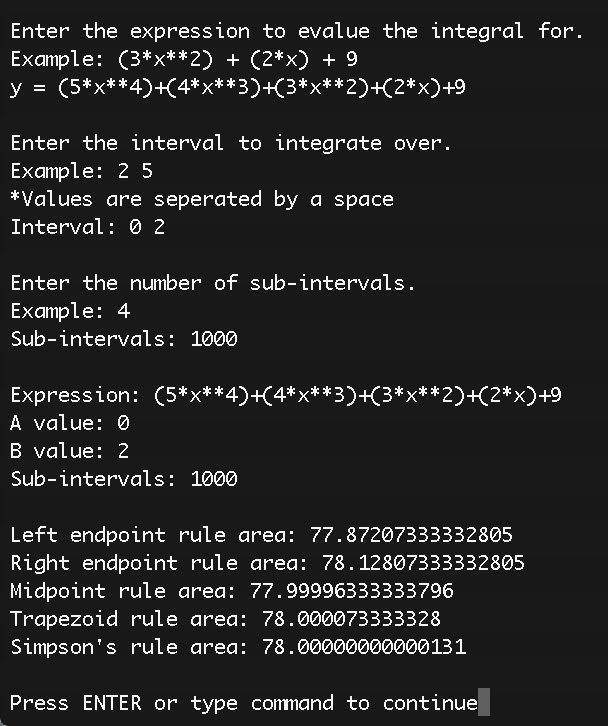 Enter the expression to evalue the integral for.
Example: (3*x**2) + (2*x) + 9
y = (5*x**4)+(4*x**3)+(3*x**2)+(2*x)+9
Enter the interval to integrate over.
Example: 2 5
*Values are seperated by a space
Interval: 0 2
Enter the number of sub-intervals.
Example: 4
Sub-intervals: 1000
Expression: (5*x**4)+(4*x**3)+(3*x**2)+(2*x)+9
A value: 0
B value: 2
Sub-intervals: 1000
Left endpoint rule area: 77.87207333332805
Right endpoint rule area: 78.12807333332805
Midpoint rule area: 77.99996333333796
Trapezoid rule area: 78.000073333328
Simpson's rule area: 78.00000000000131
Press ENTER or type command to continue